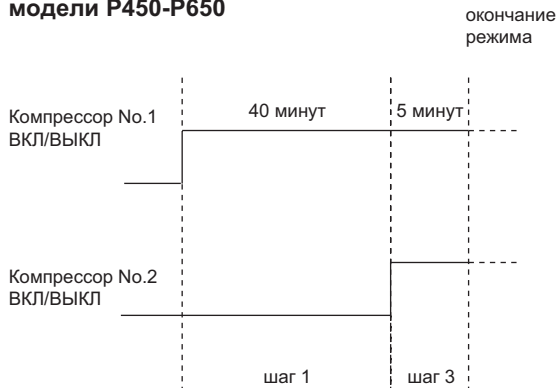 модели P450-P650
окончание
режима
Компрессор No.1
ВКЛ/ВЫКЛ
40 минут
5 минут
Компрессор No.2
ВКЛ/ВЫКЛ
шаг 1
шаг 3